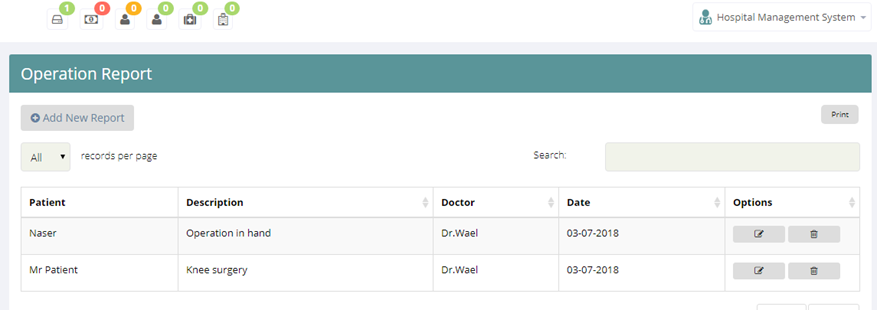 1 0 0 0 0 0
Hospital Management System
Operation Report
Add New Report
Print
All records per page Search:
Patient Description Doctor Date Options
Naser Operation in hand Dr.Wael 03-07-2018
Mr Patient Knee surgery Dr.Wael 03-07-2018